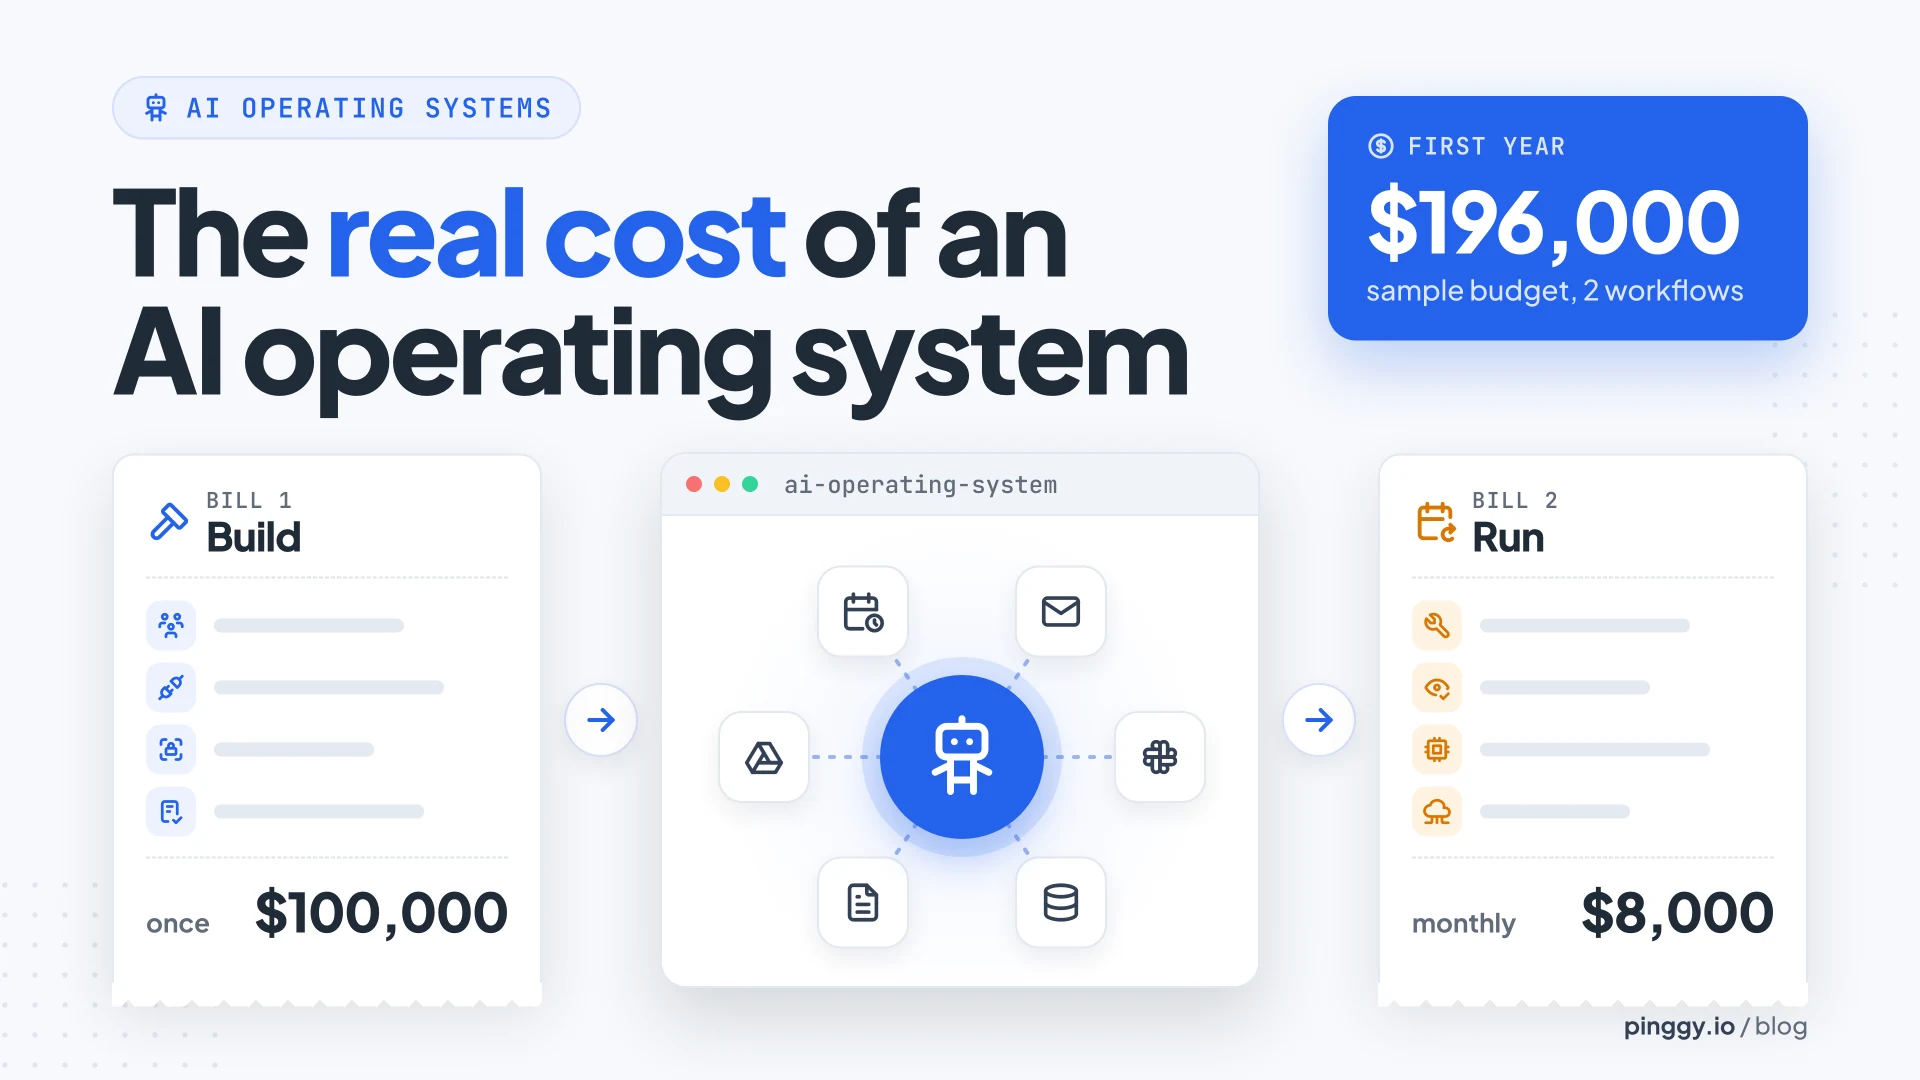 AI OPERATING SYSTEMS
The real cost of an
AI operating system
FIRST YEAR
$196,000
sample budget, 2 workflows
BILL 1
Build
once $100,000
ai-operating-system
BILL 2
Run
monthly $8,000
pinggy.io / blog